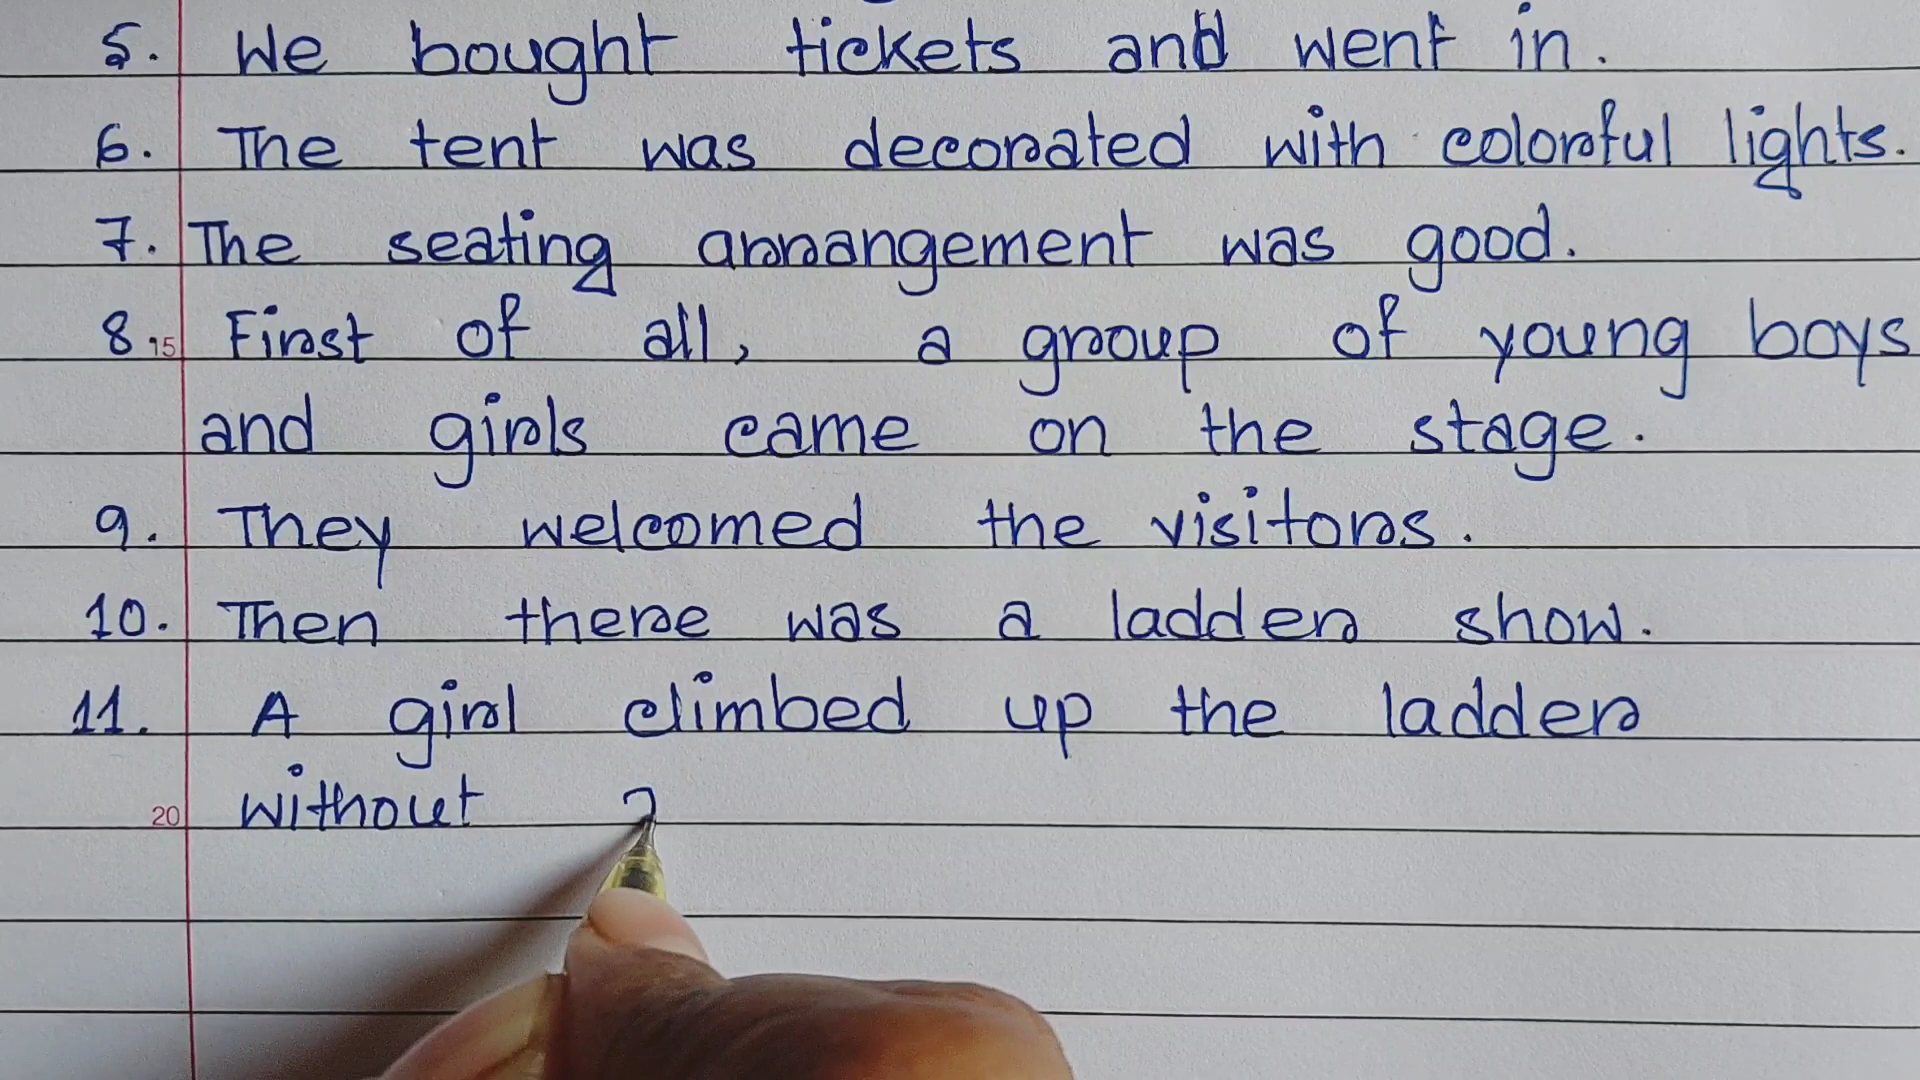 5. We bought tickets and went in.
6. The tent was decorated with colorful lights.
7. The seating arrangement was good.
8. 15 First of all, a group of young boys
and girls came on the stage.
9. They welcomed the visitors.
10. Then there was a ladder show.
11. A girl climbed up the ladder
20 without